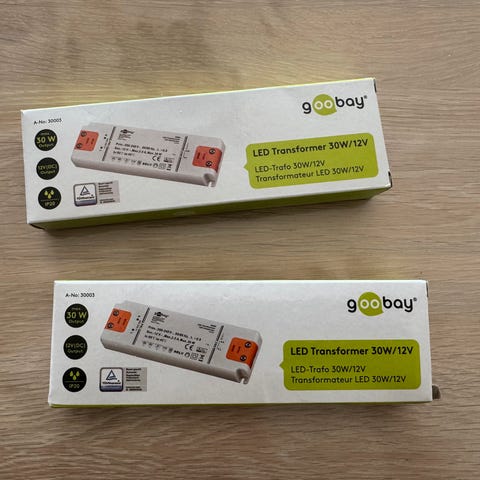 A-No: 30003
goobay®
max.
30 W
Output
12V(DC)
Output
IP20
LED Transformer 30W/12V
LED-Trafo 30W/12V
Transformateur LED 30W/12V
A-No: 30003
goobay®
max.
30 W
Output
12V(DC)
Output
IP20
LED Transformer 30W/12V
LED-Trafo 30W/12V
Transformateur LED 30W/12V